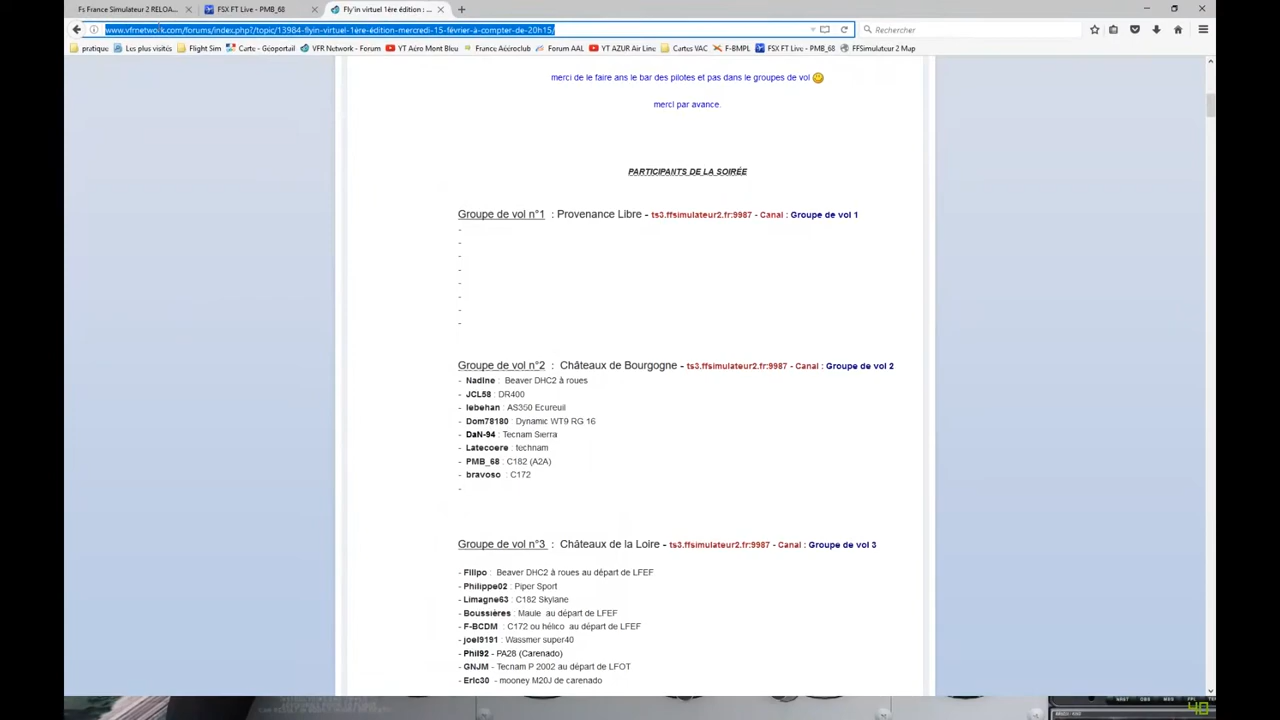 Fs France Simulateur 2 RELOA... × FSX FT Live - PMB_68 × Fly'in virtuel 1ère édition : ... × +
www.vfrnetwork.com/forums/index.php?/topic/13984-flyin-virtuel-1ère-édition-mercredi-15-février-à-compter-de-20h15/ Rechercher
pratique Les plus visités Flight Sim Carte - Géoportail VFR Network - Forum YT Aéro Mont Bleu France Aéroclub Forum AAL YT AZUR Air Line Cartes VAC F-BMPL FSX FT Live - PMB_68 FFSimulateur 2 Map
merci de le faire ans le bar des pilotes et pas dans le groupes de vol
merci par avance.
PARTICIPANTS DE LA SOIRÉE
Groupe de vol n°1 : Provenance Libre - ts3.ffsimulateur2.fr:9987 - Canal : Groupe de vol 1
-
-
-
-
-
-
-
-
Groupe de vol n°2 : Châteaux de Bourgogne - ts3.ffsimulateur2.fr:9987 - Canal : Groupe de vol 2
- Nadine : Beaver DHC2 à roues
- JCL58 : DR400
- lebehan : AS350 Ecureuil
- Dom78180 : Dynamic WT9 RG 16
- DaN-94 : Tecnam Sierra
- Latecoere : technam
- PMB_68 : C182 (A2A)
- bravoso : C172
-
Groupe de vol n°3 : Châteaux de la Loire - ts3.ffsimulateur2.fr:9987 - Canal : Groupe de vol 3
- Filipo : Beaver DHC2 à roues au départ de LFEF
- Philippe02 : Piper Sport
- Limagne63 : C182 Skylane
- Boussières : Maule au départ de LFEF
- F-BCDM : C172 ou hélico au départ de LFEF
- joel9191 : Wassmer super40
- Phil92 - PA28 (Carenado)
- GNJM - Tecnam P 2002 au départ de LFOT
- Eric30 - mooney M20J de carenado
40